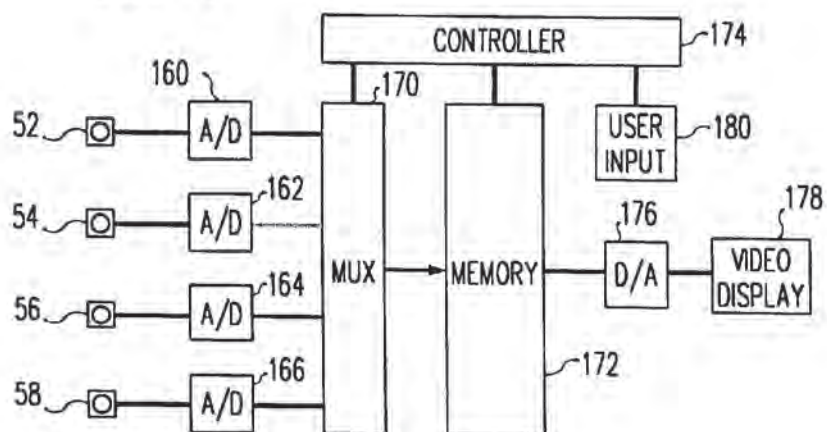 CONTROLLER
174
160
170
52
A/D
USER
INPUT
180
162
54
A/D
176
178
MUX
MEMORY
D/A
VIDEO
DISPLAY
164
56
A/D
172
166
58
A/D